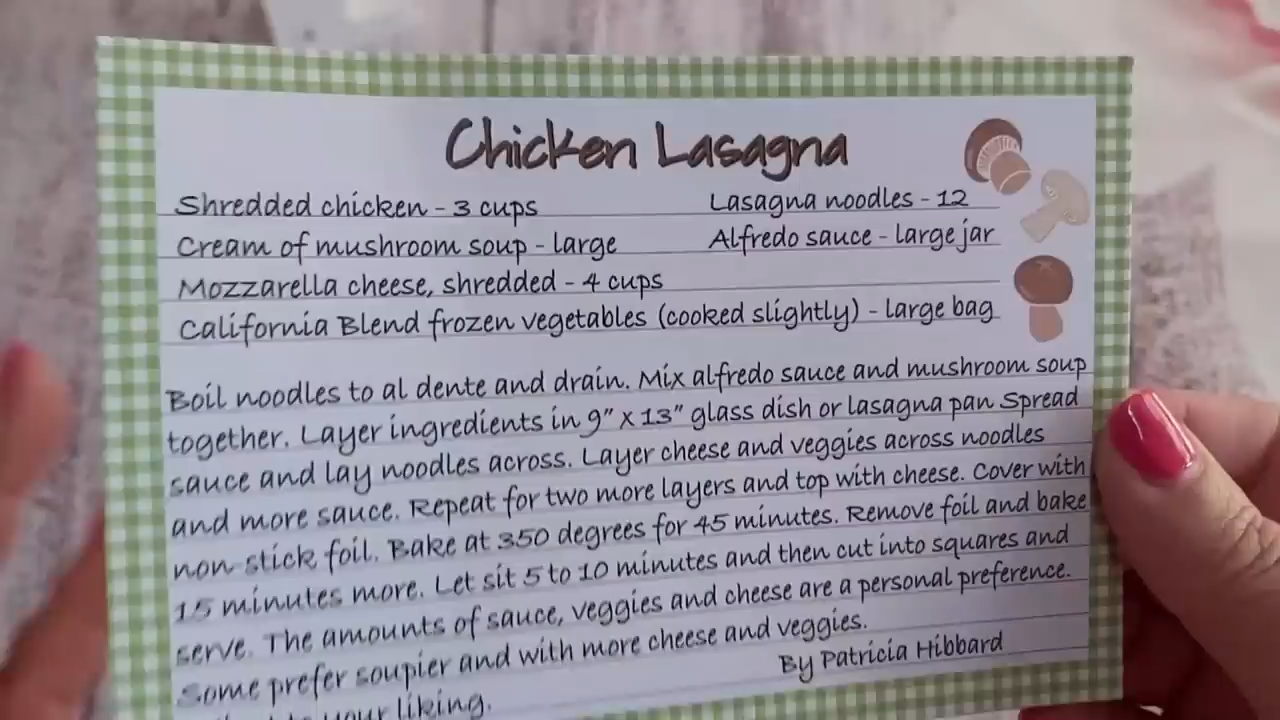 Chicken Lasagna
Shredded chicken - 3 cups Lasagna noodles - 12
Cream of mushroom soup - large Alfredo sauce - large jar
Mozzarella cheese, shredded - 4 cups
California Blend frozen vegetables (cooked slightly) - large bag
Boil noodles to al dente and drain. Mix alfredo sauce and mushroom soup
together. Layer ingredients in 9" X 13" glass dish or lasagna pan Spread
sauce and lay noodles across. Layer cheese and veggies across noodles
and more sauce. Repeat for two more layers and top with cheese. Cover with
non stick foil. Bake at 350 degrees for 45 minutes. Remove foil and bake
15 minutes more. Let sit 5 to 10 minutes and then cut into squares and
serve. The amounts of sauce, veggies and cheese are a personal preference.
Some prefer soupier and with more cheese and veggies.
your liking.
By Patricia Hibbard